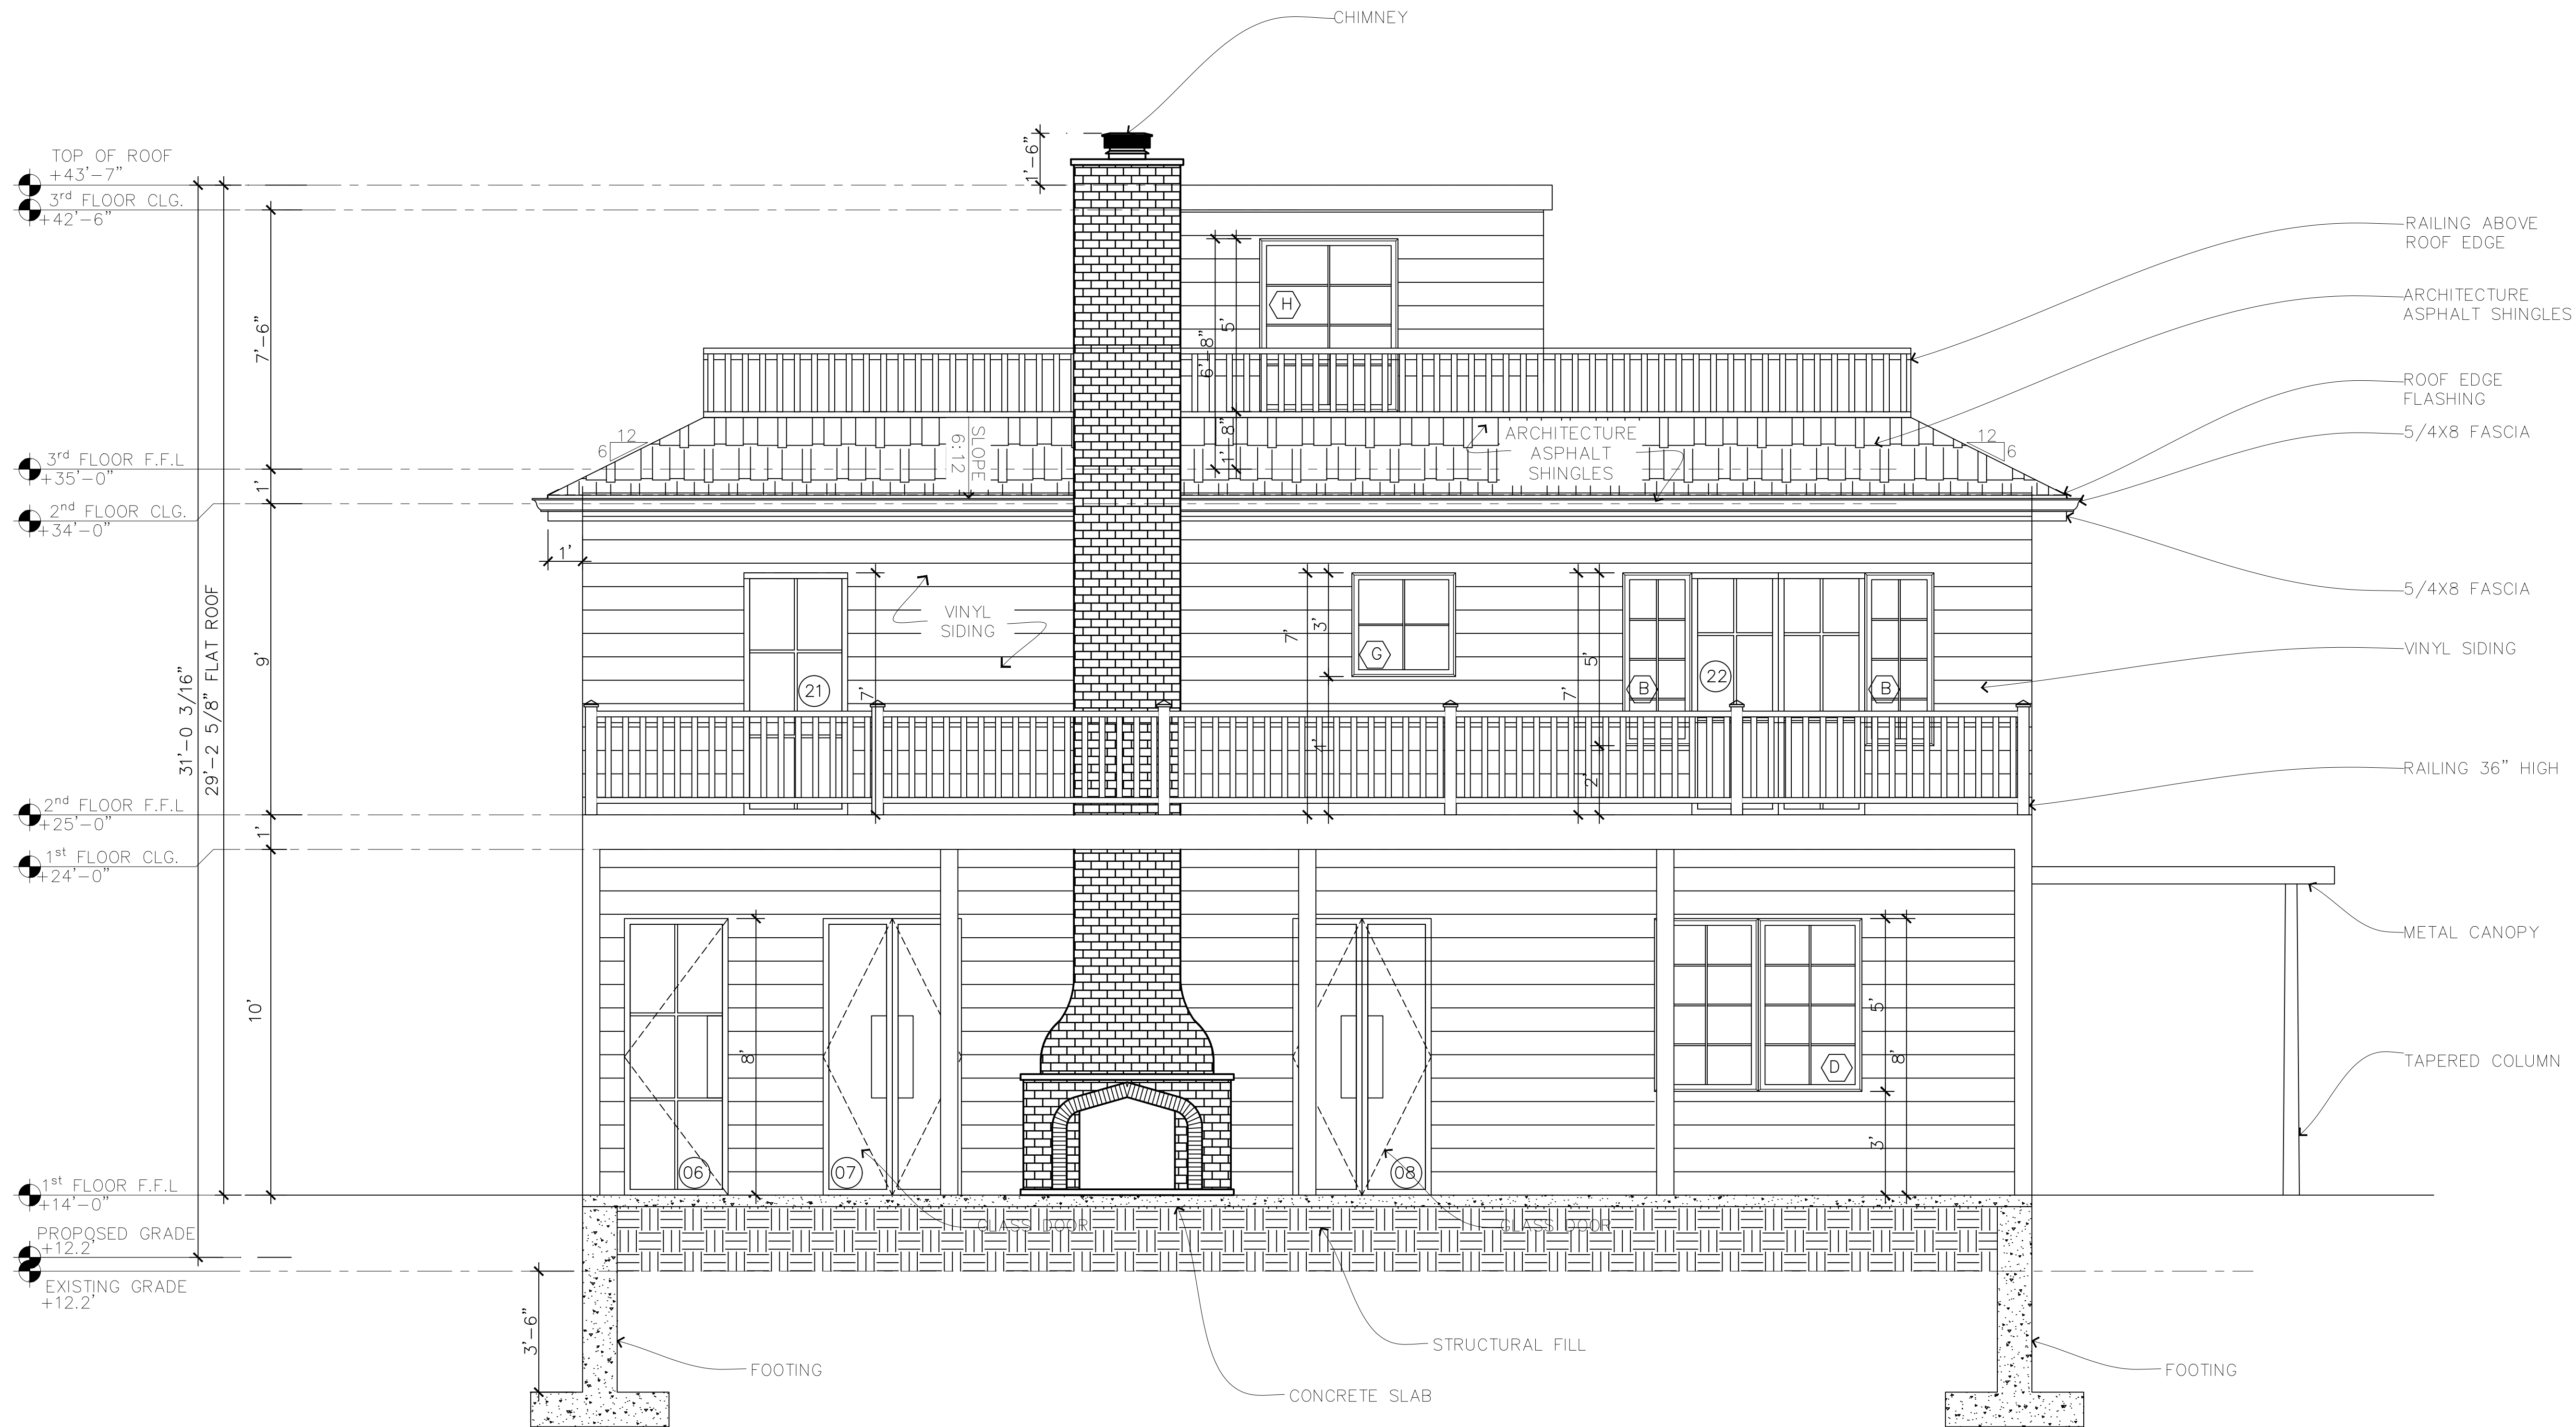 CHIMNEY
TOP OF ROOF
+43'-7"
3rd FLOOR CLG.
+42'-6"
3rd FLOOR F.F.L
+35'-0"
2nd FLOOR CLG.
+34'-0"
2nd FLOOR F.F.L
+25'-0"
1st FLOOR CLG.
+24'-0"
1st FLOOR F.F.L
+14'-0"
PROPOSED GRADE
+12.2'
EXISTING GRADE
+12.2'
31'-0 3/16"
29'-2 5/8" FLAT ROOF
7'-6"
1'
9'
1'
10'
3'-6"
1'-6"
H
6'-8"
5'
1'-8"
12
6
SLOPE
6:12
ARCHITECTURE
ASPHALT
SHINGLES
12
6
1'
VINYL
SIDING
21
7'
7'
3'
4'
G
7'
5'
2'
B
22
B
06
8'
07
08
D
5'
3'
8'
GLASS DOOR
GLASS DOOR
FOOTING
STRUCTURAL FILL
CONCRETE SLAB
FOOTING
RAILING ABOVE
ROOF EDGE
ARCHITECTURE
ASPHALT SHINGLES
ROOF EDGE
FLASHING
5/4X8 FASCIA
5/4X8 FASCIA
VINYL SIDING
RAILING 36" HIGH
METAL CANOPY
TAPERED COLUMN